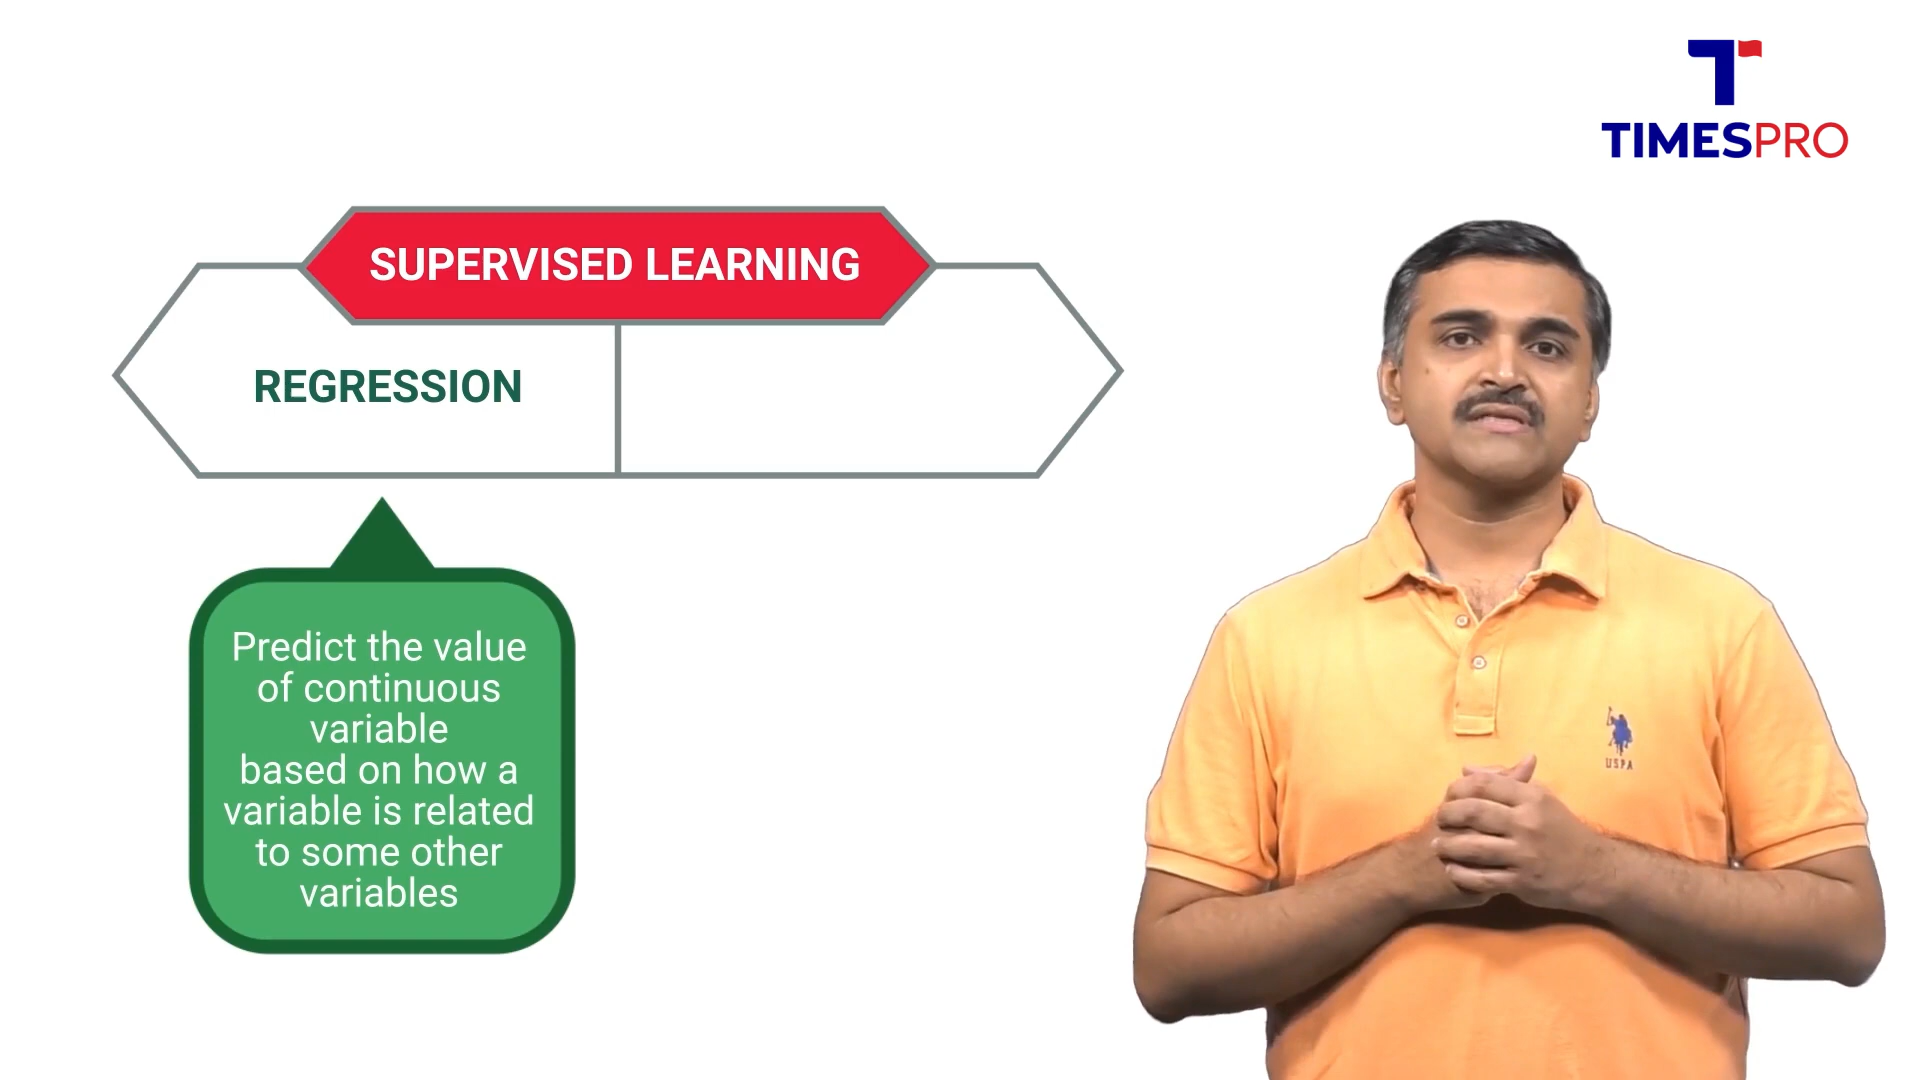 TIMESPRO
SUPERVISED LEARNING
REGRESSION
Predict the value
of continuous
variable
based on how a
variable is related
to some other
variables
USPA